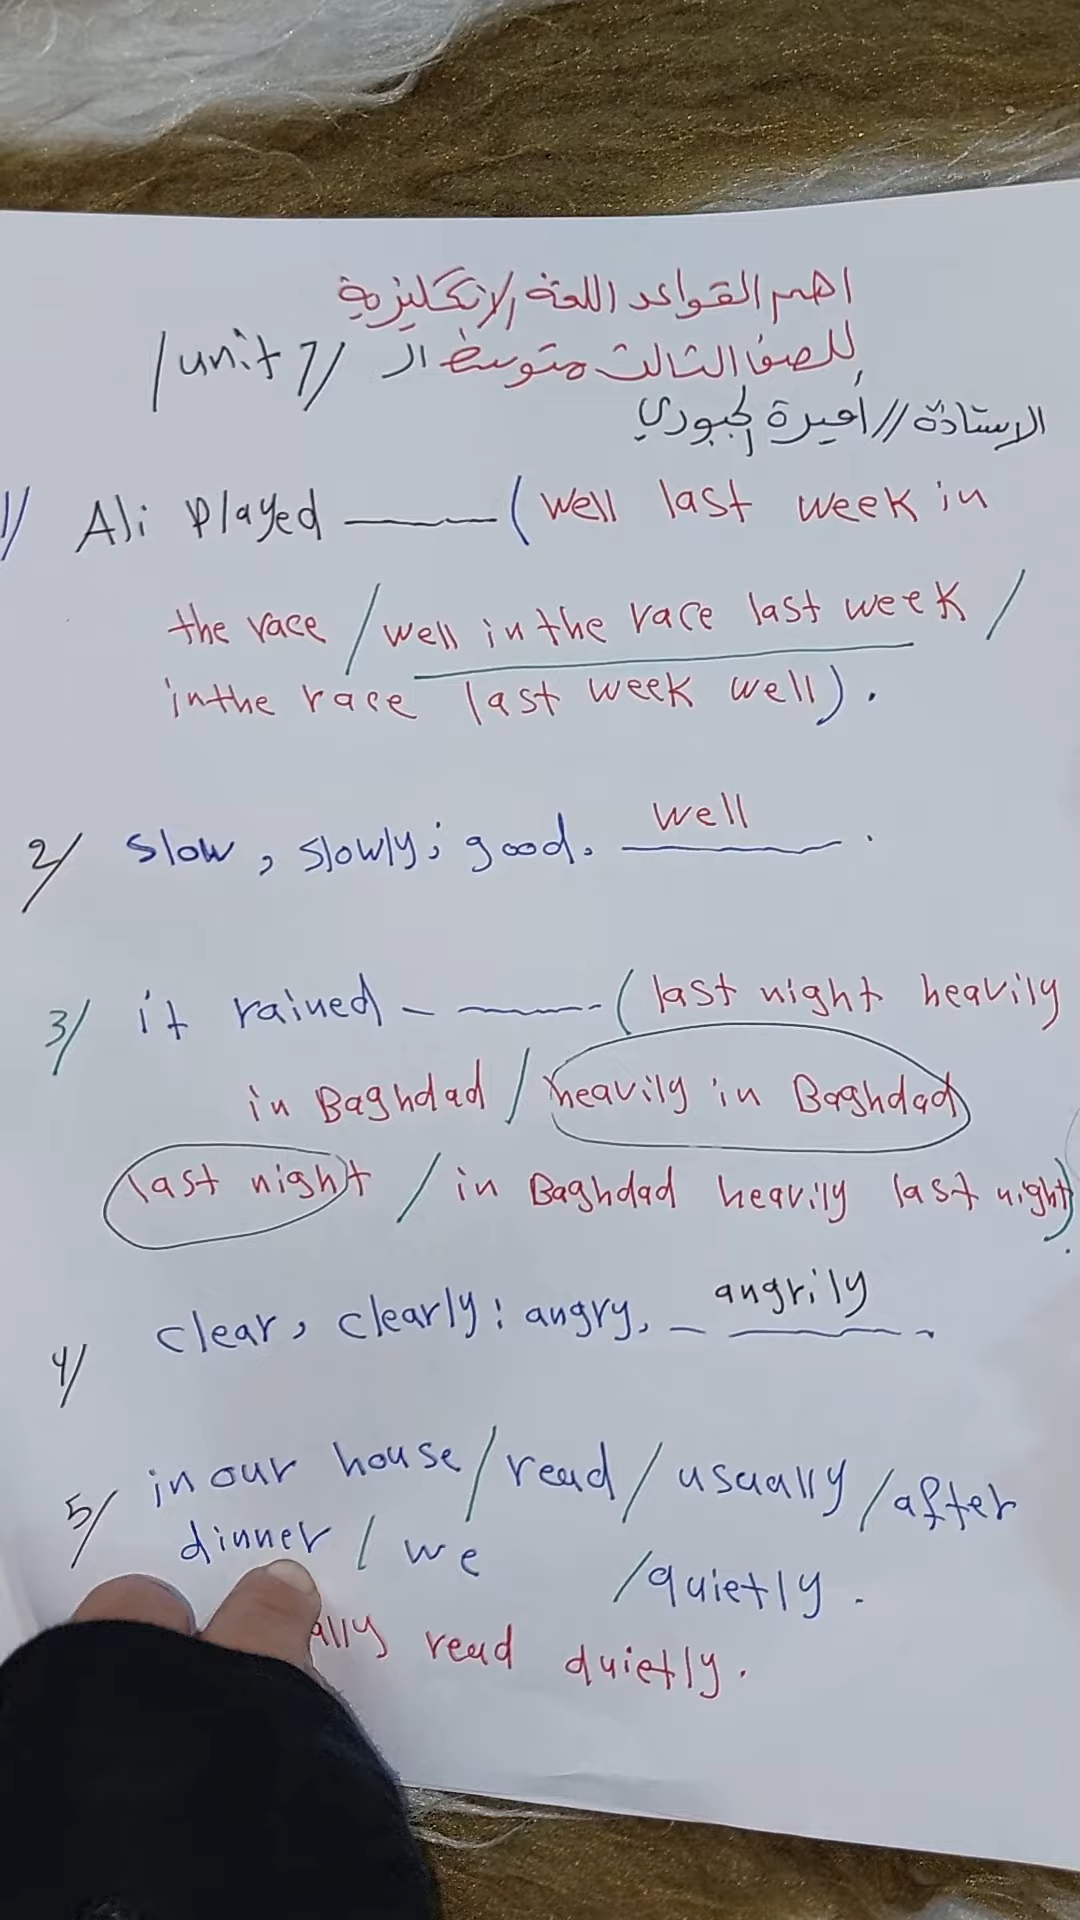 اهم القواعد اللغة الانكليزية
للصف الثالث متوسط ال /unit 7/
الاستاذة // أميرة الجبوري
1/ Ali played ______ (well last week in
the race / well in the race last week /
in the race last week well).
2/ slow, slowly; good. well .
3/ it rained - ______ (last night heavily
in Baghdad / heavily in Baghdad
last night / in Baghdad heavily last night).
4/ clear, clearly: angry, - angrily .
5/ in our house / read / usually / after
dinner / we / quietly.
read quietly.